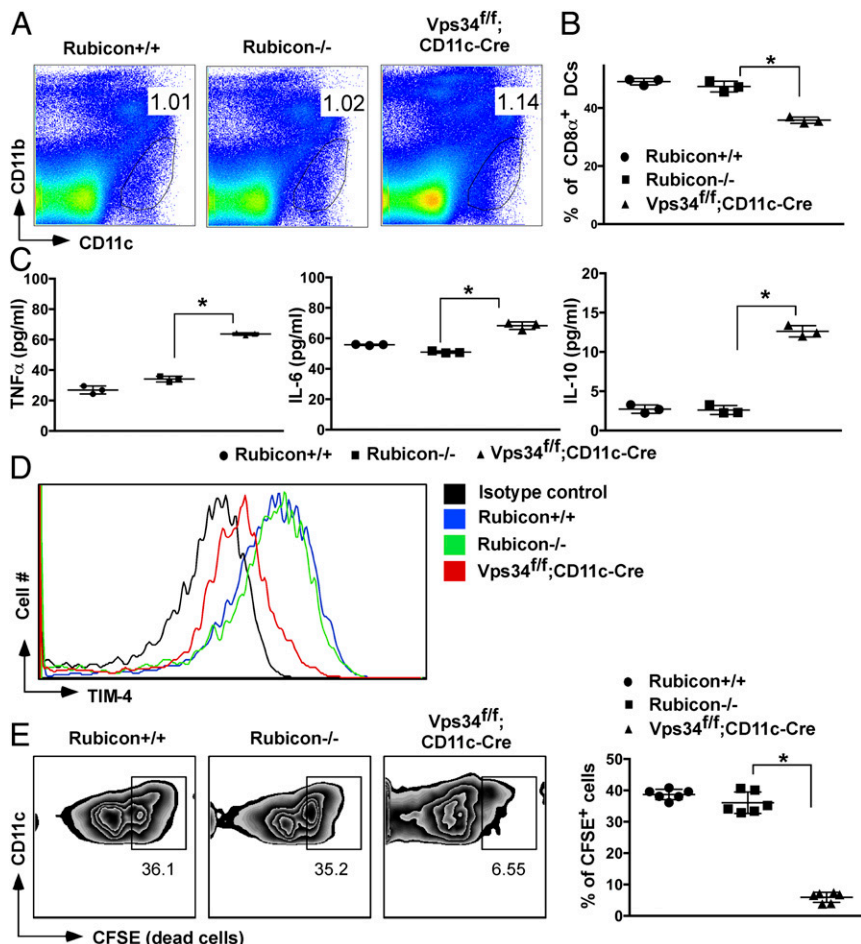 A
Rubicon+/+
Rubicon-/-
Vps34f/f;
CD11c-Cre
1.01
1.02
1.14
CD11b
CD11c
B
% of CD8α+ DCs
50
0
*
Rubicon+/+
Rubicon-/-
Vps34f/f;CD11c-Cre
C
TNFα (pg/ml)
100
80
60
40
20
0
*
IL-6 (pg/ml)
100
80
60
40
20
0
*
IL-10 (pg/ml)
20
15
10
5
0
*
Rubicon+/+ Rubicon-/- Vps34f/f;CD11c-Cre
D
Cell #
TIM-4
Isotype control
Rubicon+/+
Rubicon-/-
Vps34f/f;CD11c-Cre
E
Rubicon+/+
Rubicon-/-
Vps34f/f;
CD11c-Cre
36.1
35.2
6.55
CD11c
CFSE (dead cells)
Rubicon+/+
Rubicon-/-
Vps34f/f;CD11c-Cre
% of CFSE+ cells
50
40
30
20
10
0
*